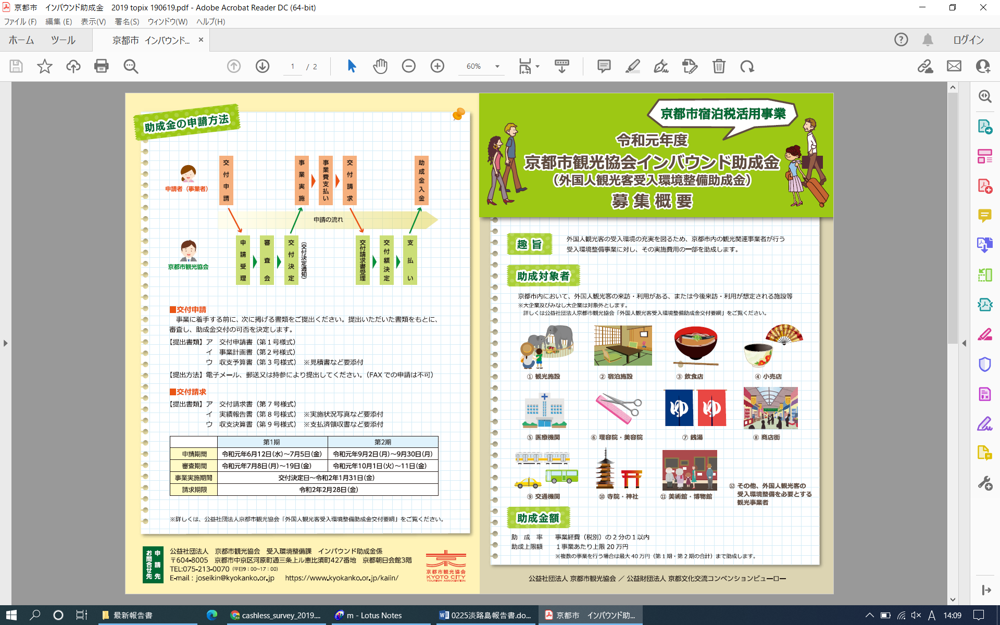 京都市　インバウンド助成金　2019 topix 190619.pdf - Adobe Acrobat Reader DC (64-bit)
ファイル (F)　編集 (E)　表示(V)　署名(S)　ウィンドウ(W)　ヘルプ(H)
ホーム　ツール　京都市 インバウンド...　×　ログイン
1 / 2　60%
助成金の申請方法
申請者（事業者）
交付申請
事業実施
事業費支払い
交付請求
助成金入金
申請の流れ
京都市観光協会
申請受理
審査会
交付決定
（交付決定通知）
交付請求書受理
交付額決定
支払い
■交付申請
事業に着手する前に、次に掲げる書類をご提出ください。提出いただいた書類をもとに、
審査し、助成金交付の可否を決定します。
【提出書類】ア　交付申請書（第１号様式）
イ　事業計画書（第２号様式）
ウ　収支予算書（第３号様式）　※見積書など要添付
【提出方法】電子メール、郵送又は持参により提出してください。（FAX での申請は不可）
■交付請求
【提出書類】ア　交付請求書（第７号様式）
イ　実績報告書（第８号様式）　※実施状況写真など要添付
ウ　収支決算書（第９号様式）　※支払済領収書など要添付
第1期　第2期
申請期間　令和元年6月12日(水)～7月5日(金)　令和元年9月2日(月)～9月30日(月)
審査期間　令和元年7月8日(月)～19日(金)　令和元年10月1日(火)～11日(金)
事業実施期間　交付決定日～令和2年1月31日(金)
請求期限　令和2年2月28日(金)
※詳しくは、公益社団法人京都市観光協会「外国人観光客受入環境整備助成金交付要綱」をご覧ください。
申請先
お問合せ先
公益社団法人　京都市観光協会　受入環境整備課　インバウンド助成金係
〒604-8005　京都市中京区河原町通三条上ル恵比須町427番地　京都朝日会館3階
TEL:075-213-0070（平日9：00～17：00）
E-mail : joseikin@kyokanko.or.jp　https://www.kyokanko.or.jp/kaiin/
京都市観光協会
KYOTO CITY
TOURISM ASSOCIATION
京都市宿泊税活用事業
令和元年度
京都市観光協会インバウンド助成金
（外国人観光客受入環境整備助成金）
募集概要
趣旨
外国人観光客の受入環境の充実を図るため、京都市内の観光関連事業者が行う
受入環境整備事業に対し、その実施費用の一部を助成します。
助成対象者
京都市内において、外国人観光客の来訪・利用がある、または今後来訪・利用が想定される施設等
※大企業及びみなし大企業は対象外とします。
詳しくは公益社団法人京都市観光協会「外国人観光客受入環境整備助成金交付要綱」をご覧ください。
① 観光施設　② 宿泊施設　③ 飲食店　④ 小売店
ゆ　ゆ
⑤ 医療機関　⑥ 理容院・美容院　⑦ 銭湯　⑧ 商店街
⑨ 交通機関　⑩ 寺院・神社　⑪ 美術館・博物館
⑫ その他、外国人観光客の
受入環境整備を必要とする
観光事業者
助成金額
助　成　率　事業経費（税別）の２分の１以内
助成上限額　１事業あたり上限 20 万円
※複数の事業を行う場合は最大 40 万円（第１期・第２期の合計）まで助成します。
公益社団法人 京都市観光協会 ／ 公益財団法人 京都文化交流コンベンションビューロー
最新報告書　cashless_survey_2019....　m - Lotus Notes　0225淡路島報告書.do...　京都市　インバウンド助...　A　14:09